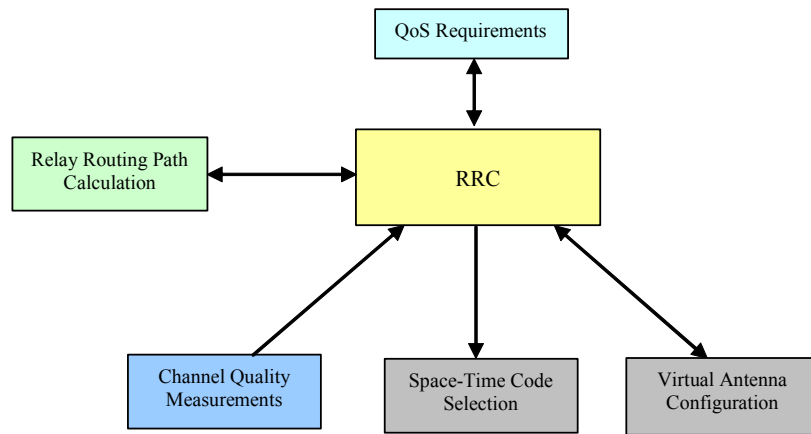 QoS Requirements
Relay Routing Path
Calculation
RRC
Channel Quality
Measurements
Space-Time Code
Selection
Virtual Antenna
Configuration